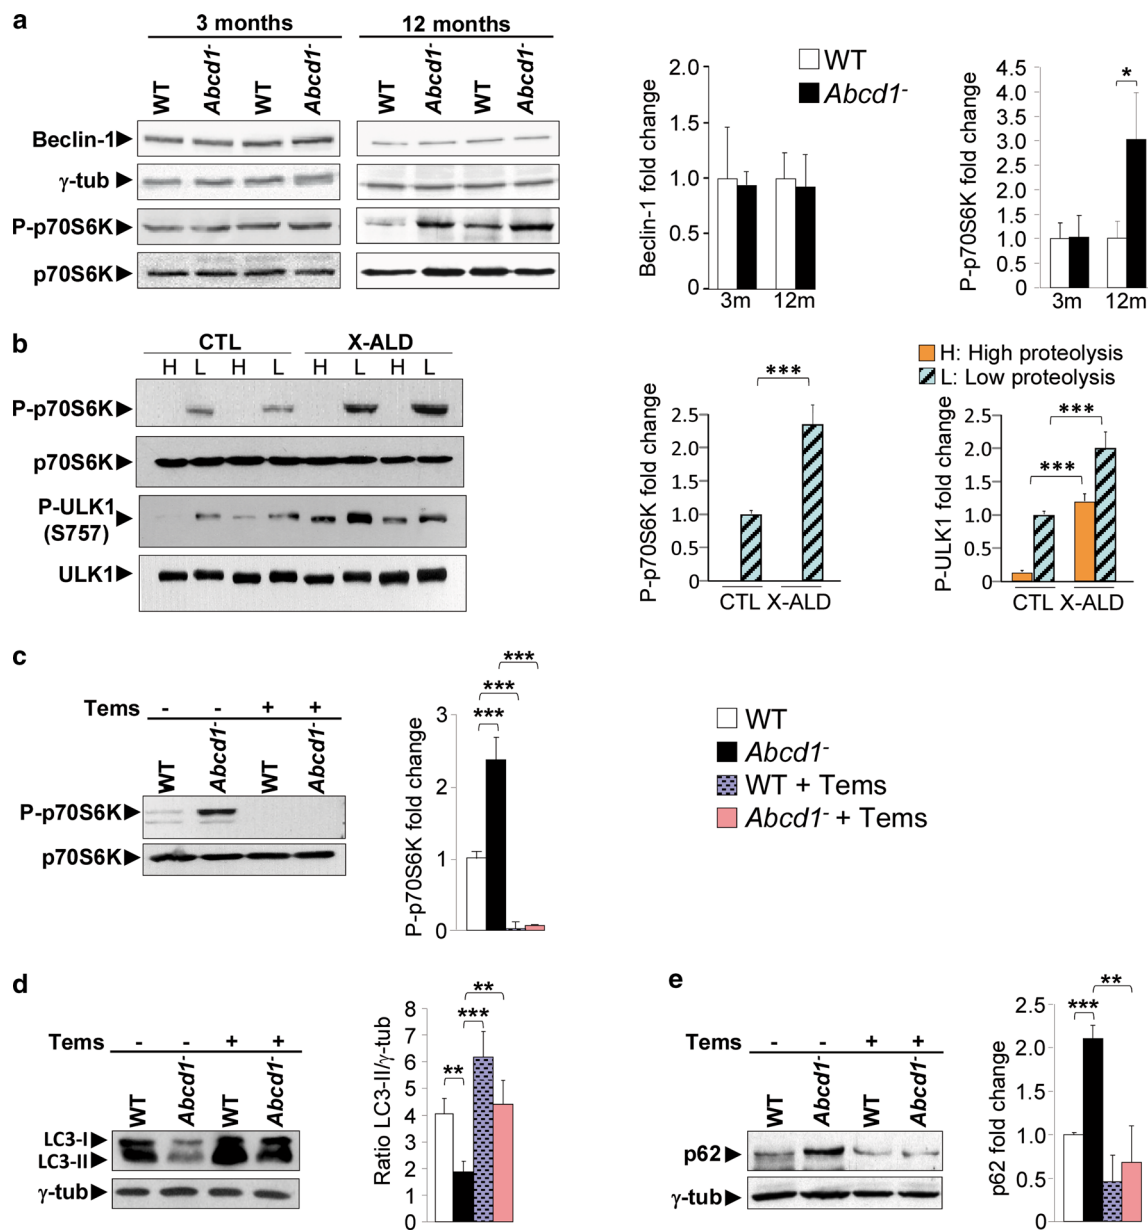 a
3 months
12 months
WT
Abcd1-
WT
Abcd1-
WT
Abcd1-
WT
Abcd1-
Beclin-1
γ-tub
P-p70S6K
p70S6K
Beclin-1 fold change
2.0
1.5
1.0
0.5
0
3m
12m
WT
Abcd1-
P-p70S6K fold change
4.5
4.0
3.5
3.0
2.5
2.0
1.5
1.0
0.5
0
*
3m
12m
b
CTL
X-ALD
H L H L H L H L
P-p70S6K
p70S6K
P-ULK1
(S757)
ULK1
P-p70S6K fold change
2.5
2.0
1.5
1.0
0.5
0
***
CTL X-ALD
H: High proteolysis
L: Low proteolysis
P-ULK1 fold change
2.5
2.0
1.5
1.0
0.5
0
***
***
CTL X-ALD
c
Tems - - + +
WT
Abcd1-
WT
Abcd1-
P-p70S6K
p70S6K
P-p70S6K fold change
3
2
1
0
***
***
***
WT
Abcd1-
WT + Tems
Abcd1- + Tems
d
Tems - - + +
WT
Abcd1-
WT
Abcd1-
LC3-I
LC3-II
γ-tub
Ratio LC3-II/γ-tub
8
7
6
5
4
3
2
1
0
**
***
**
e
Tems - - + +
WT
Abcd1-
WT
Abcd1-
p62
γ-tub
p62 fold change
2.5
2.0
1.5
1.0
0.5
0
**
***